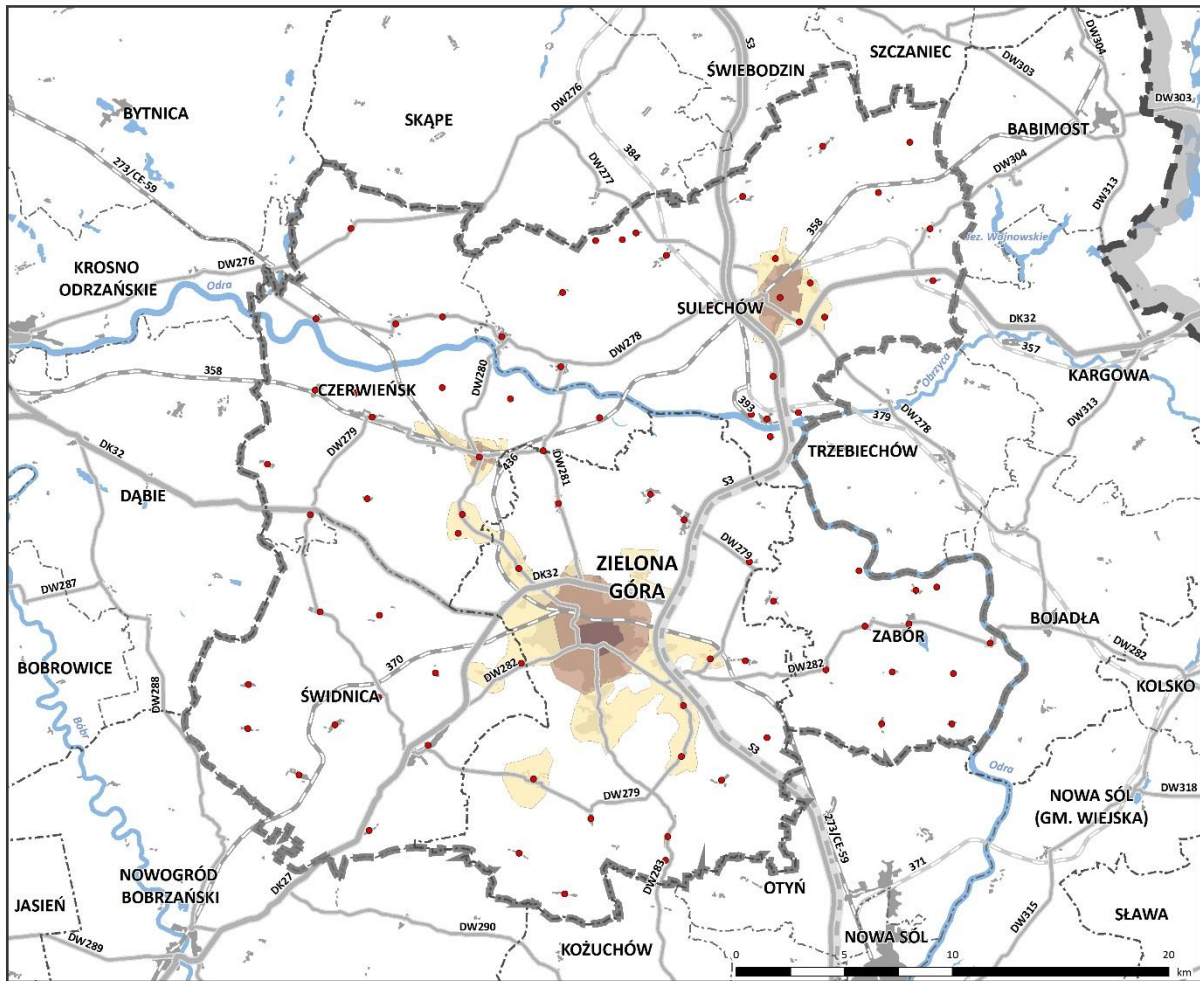 S3
SZCZANIEC
DW304
ŚWIEBODZIN
DW303
DW276
DW303
BYTNICA
SKĄPE
BABIMOST
384
DW304
273/CE-59
DW277
DW313
358
Jez. Wojnowskie
KROSNO
ODRZAŃSKIE
DW276
Odra
SULECHÓW
DK32
DW278
357
Obrzyca
358
DW280
KARGOWA
CZERWIEŃSK
393
379
DW278
DW313
DW279
TRZEBIECHÓW
DK32
436
DW281
S3
DĄBIE
DW279
ZIELONA
GÓRA
DK32
DW287
BOJADŁA
ZABÓR
DW282
BOBROWICE
370
DW282
DW282
KOLSKO
DW288
ŚWIDNICA
Bóbr
S3
Odra
DW279
DW318
NOWA SÓL
(GM. WIEJSKA)
273/CE-59
371
NOWOGRÓD
BOBRZAŃSKI
DK27
DW283
OTYŃ
JASIEŃ
DW315
SŁAWA
DW290
DW289
KOŻUCHÓW
NOWA SÓL
0 5 10 20
km